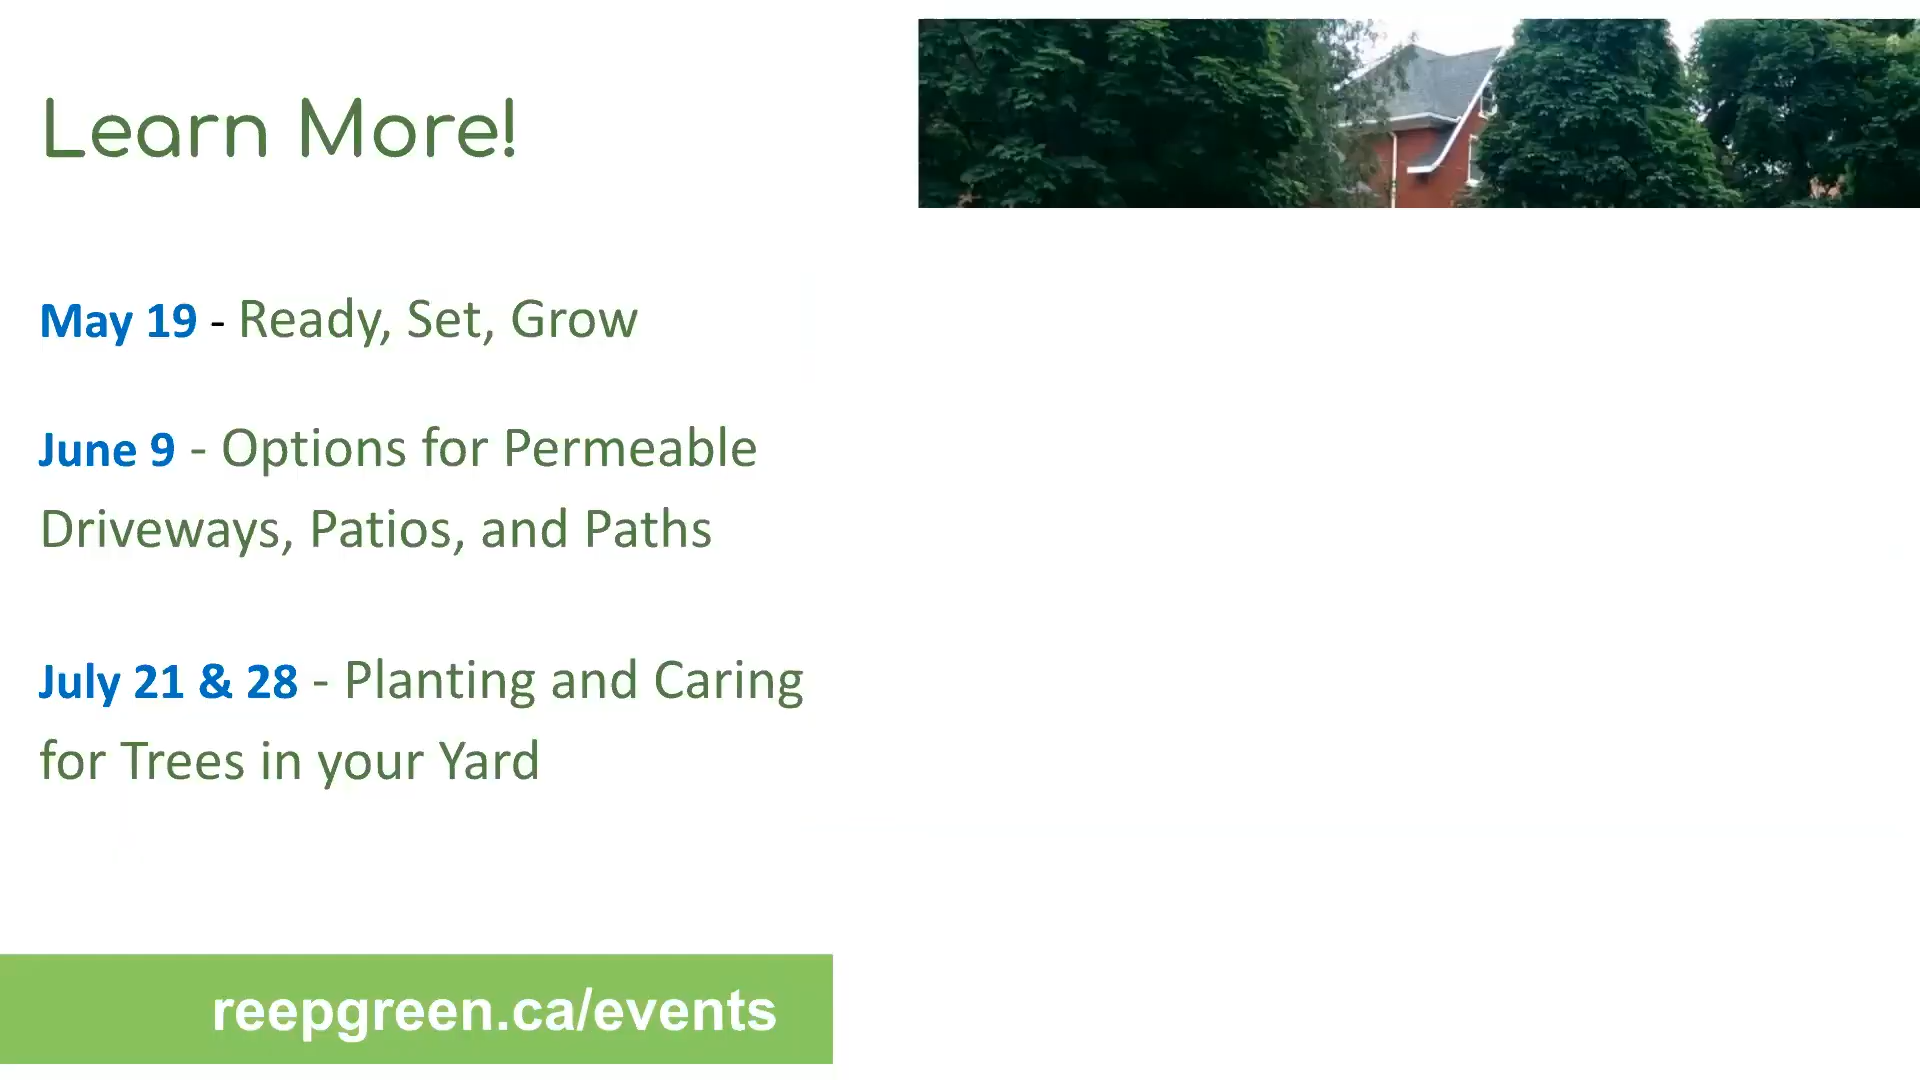 Learn More!
May 19 - Ready, Set, Grow
June 9 - Options for Permeable
Driveways, Patios, and Paths
July 21 & 28 - Planting and Caring
for Trees in your Yard
reepgreen.ca/events